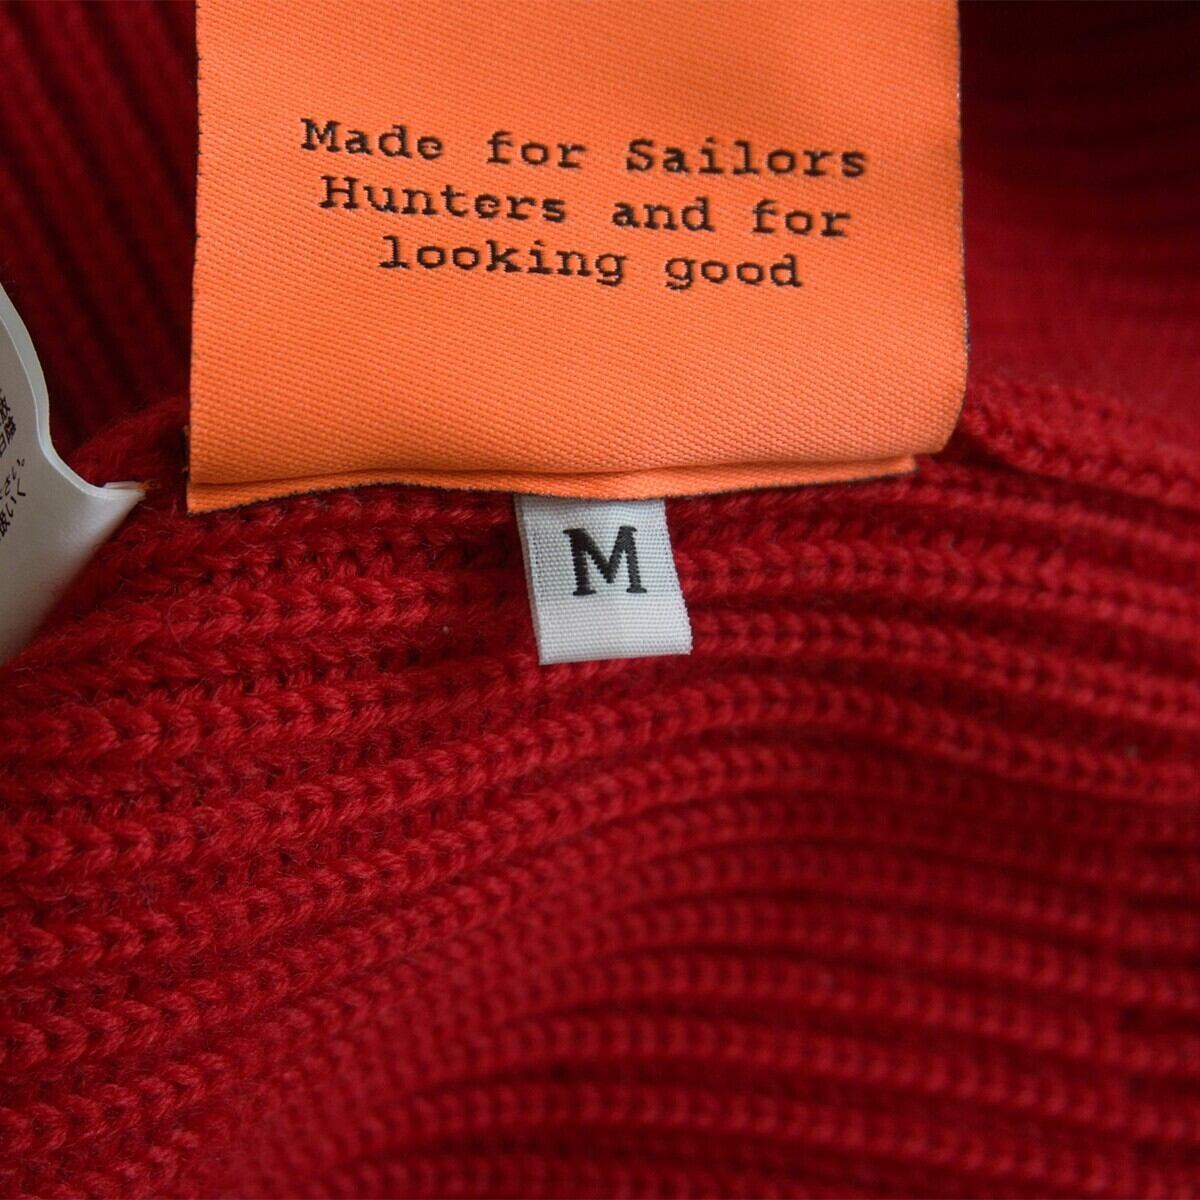 Made for Sailors
Hunters and for
looking good
M